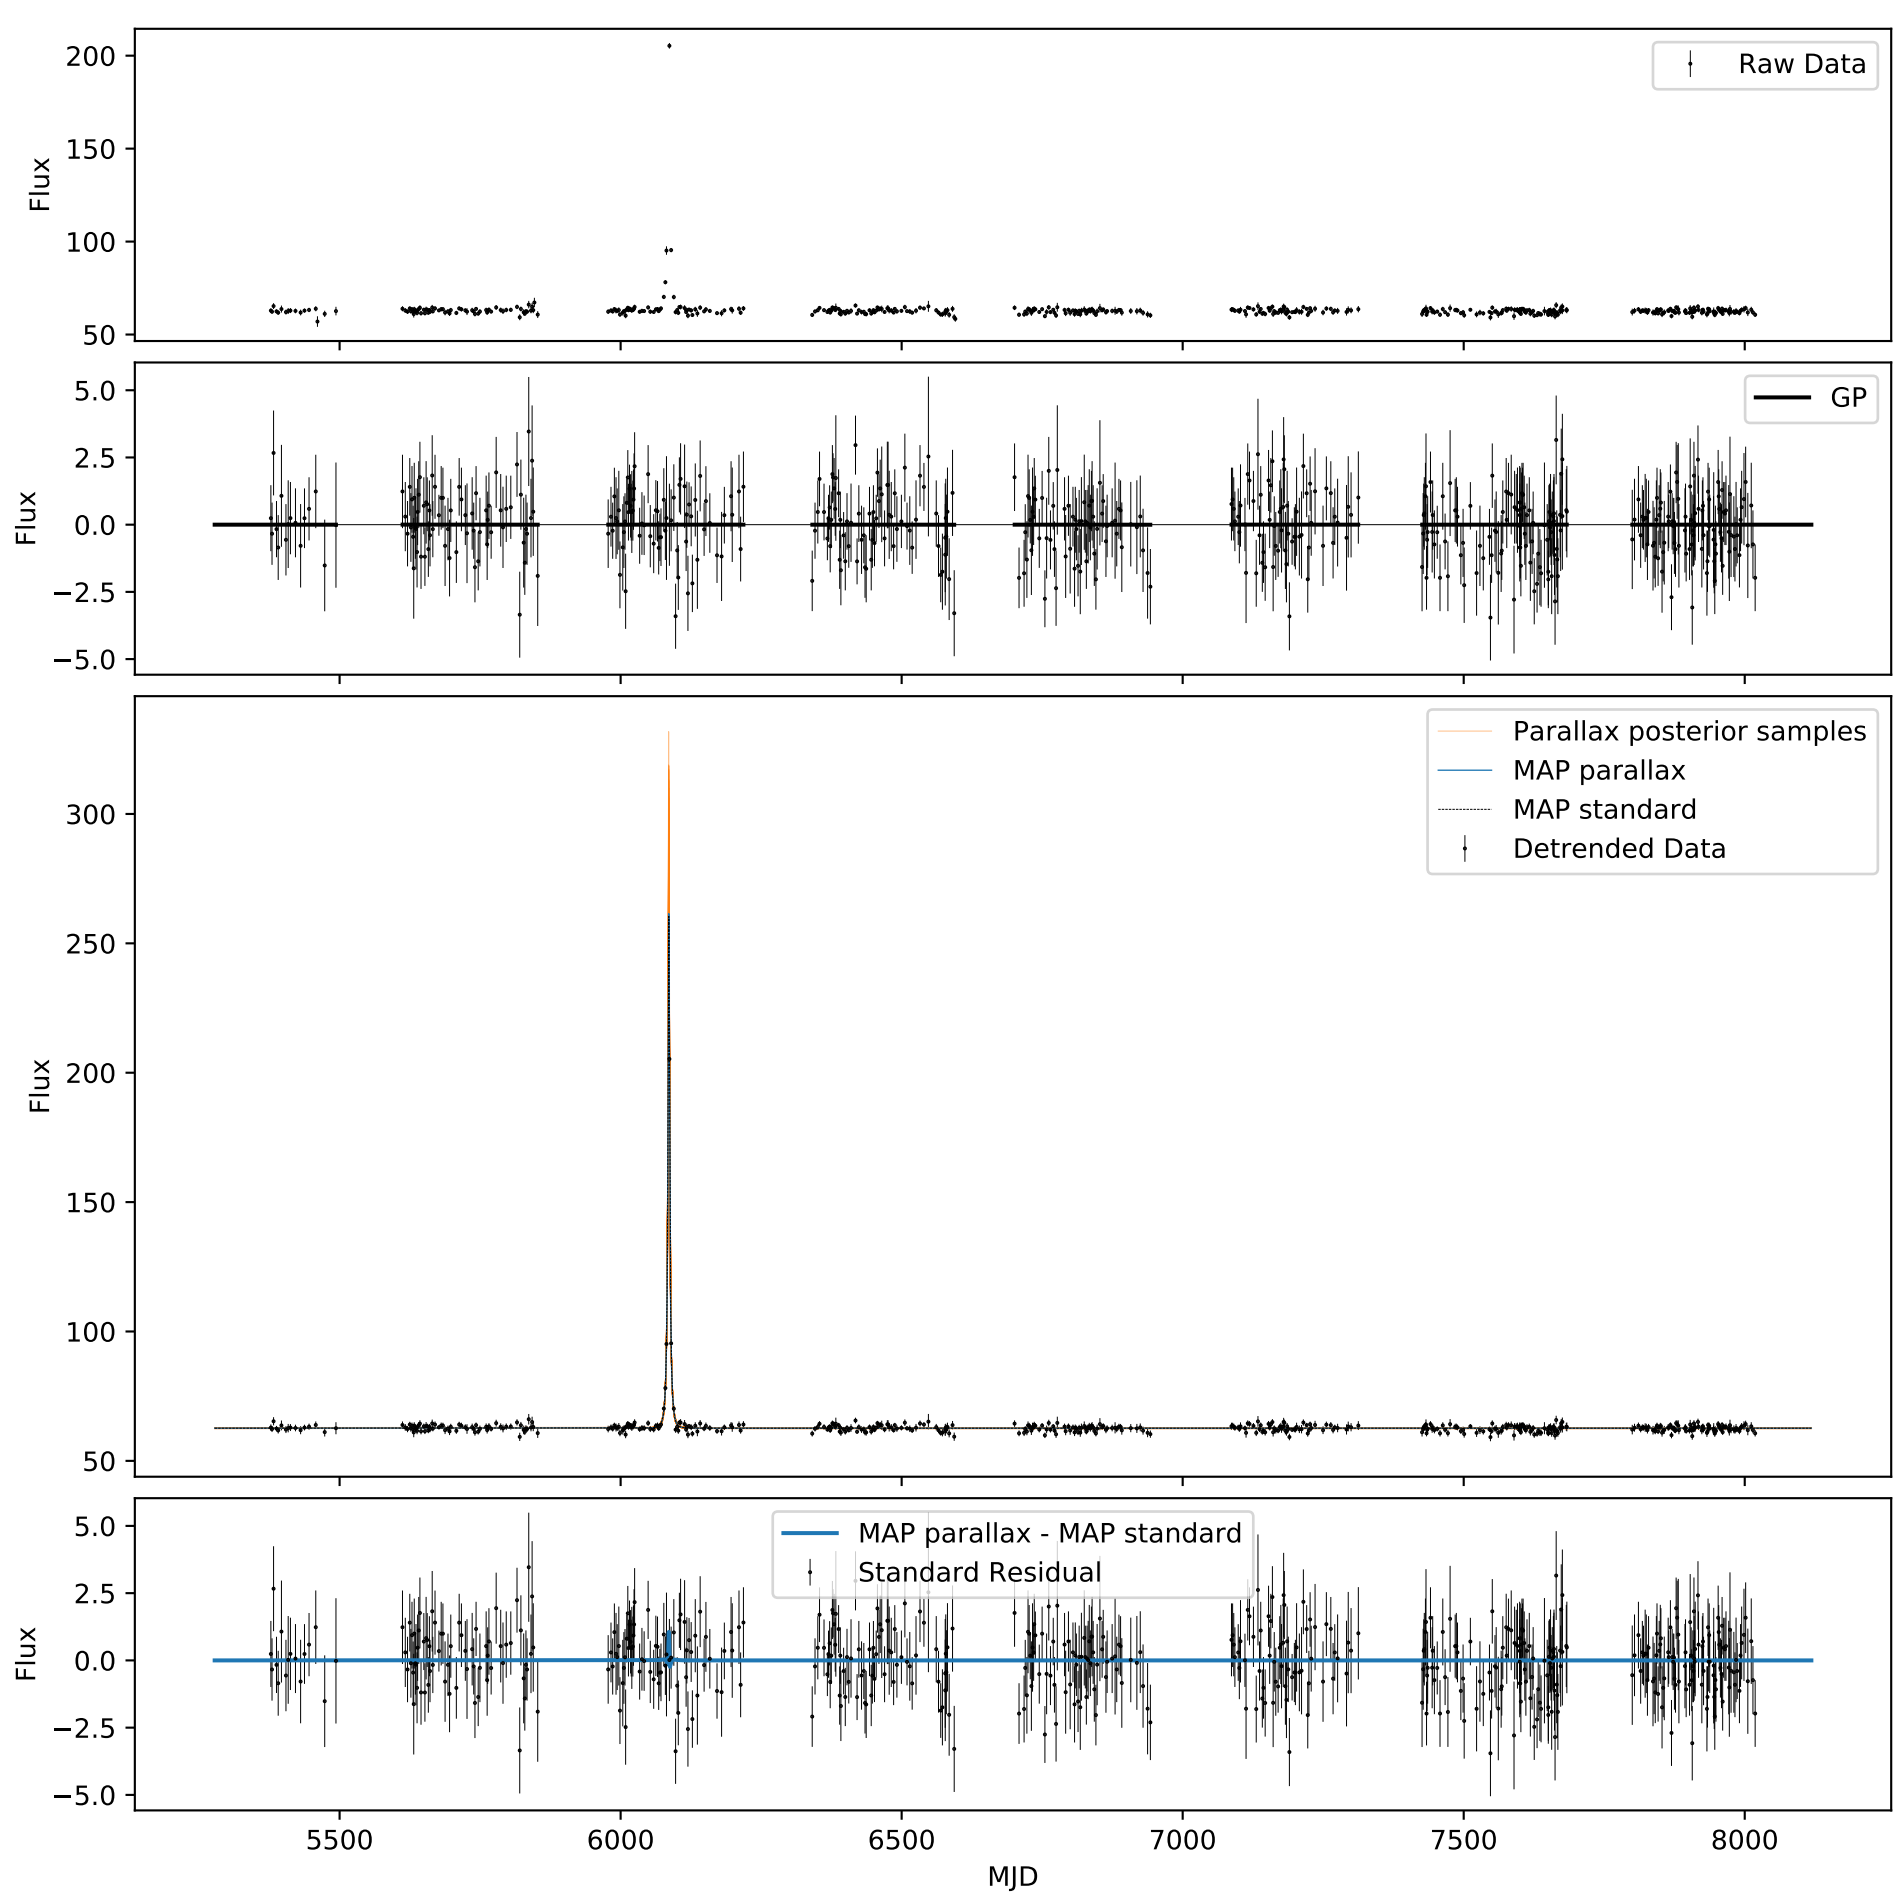 200
150
100
50
Flux
Raw Data
5.0
2.5
0.0
−2.5
−5.0
Flux
GP
300
250
200
150
100
50
Flux
Parallax posterior samples
MAP parallax
MAP standard
Detrended Data
5.0
2.5
0.0
−2.5
−5.0
Flux
MAP parallax - MAP standard
Standard Residual
5500 6000 6500 7000 7500 8000
MJD